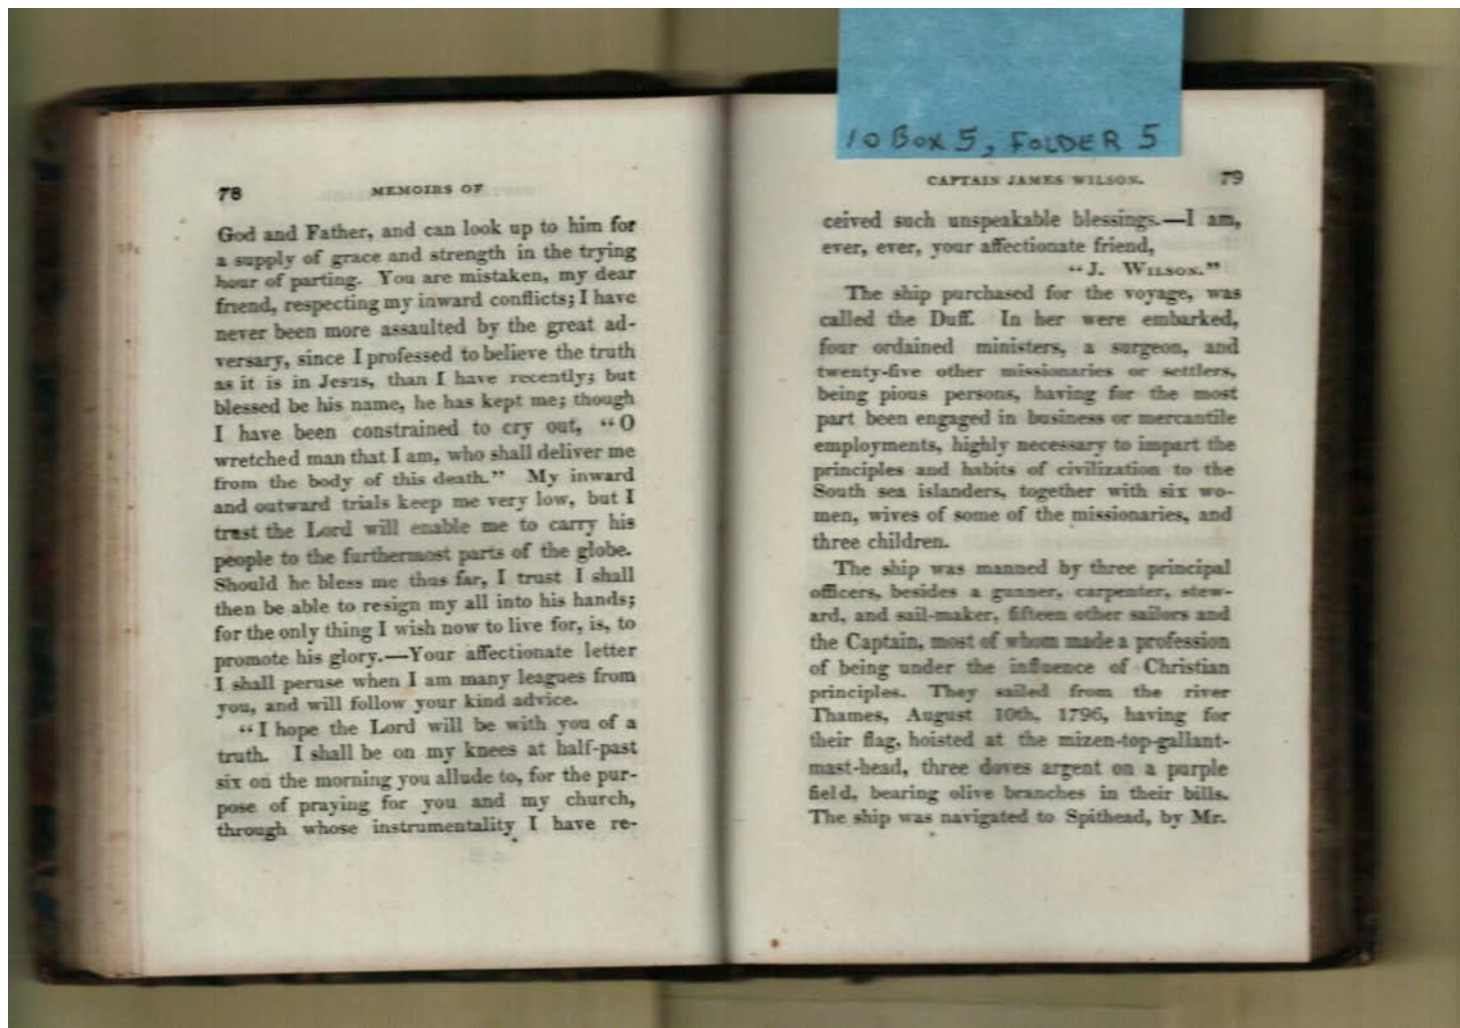 10 Box 5, FOLDER 5
78 MEMOIRS OF
God and Father, and can look up to him for
a supply of grace and strength in the trying
hour of parting. You are mistaken, my dear
friend, respecting my inward conflicts; I have
never been more assaulted by the great ad-
versary, since I professed to believe the truth
as it is in Jesus, than I have recently; but
blessed be his name, he has kept me; though
I have been constrained to cry out, “O
wretched man that I am, who shall deliver me
from the body of this death.” My inward
and outward trials keep me very low, but I
trust the Lord will enable me to carry his
people to the furthermost parts of the globe.
Should he bless me thus far, I trust I shall
then be able to resign my all into his hands;
for the only thing I wish now to live for, is, to
promote his glory.—Your affectionate letter
I shall peruse when I am many leagues from
you, and will follow your kind advice.
“I hope the Lord will be with you of a
truth. I shall be on my knees at half-past
six on the morning you allude to, for the pur-
pose of praying for you and my church,
through whose instrumentality I have re-
CAPTAIN JAMES WILSON. 79
ceived such unspeakable blessings.—I am,
ever, ever, your affectionate friend,
“J. WILSON.”
The ship purchased for the voyage, was
called the Duff. In her were embarked,
four ordained ministers, a surgeon, and
twenty-five other missionaries or settlers,
being pious persons, having for the most
part been engaged in business or mercantile
employments, highly necessary to impart the
principles and habits of civilization to the
South sea islanders, together with six wo-
men, wives of some of the missionaries, and
three children.
The ship was manned by three principal
officers, besides a gunner, carpenter, stew-
ard, and sail-maker, fifteen other sailors and
the Captain, most of whom made a profession
of being under the influence of Christian
principles. They sailed from the river
Thames, August 10th, 1796, having for
their flag, hoisted at the mizen-top-gallant-
mast-head, three doves argent on a purple
field, bearing olive branches in their bills.
The ship was navigated to Spithead, by Mr.